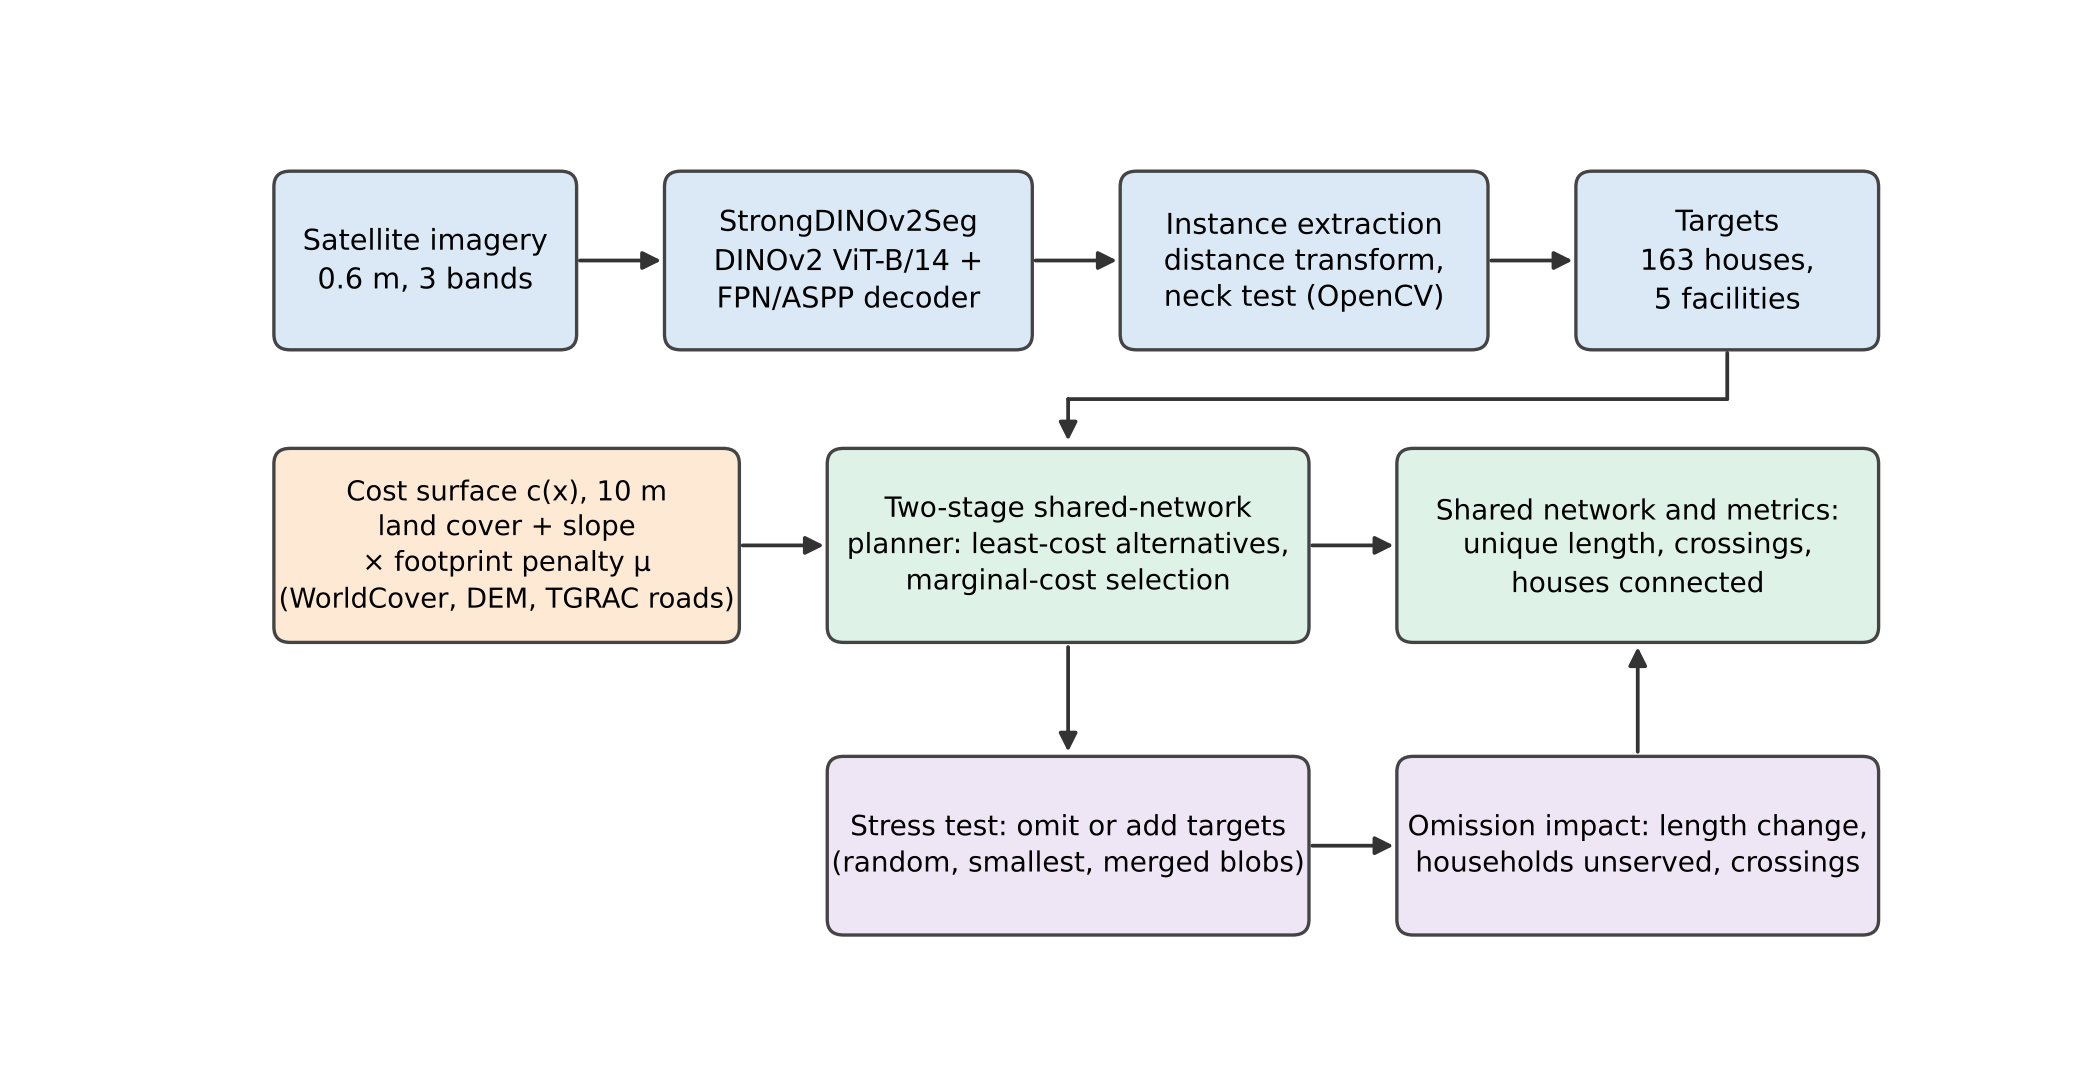 Satellite imagery
0.6 m, 3 bands
StrongDINOv2Seg
DINOv2 ViT-B/14 +
FPN/ASPP decoder
Instance extraction
distance transform,
neck test (OpenCV)
Targets
163 houses,
5 facilities
Cost surface c(x), 10 m
land cover + slope
× footprint penalty μ
(WorldCover, DEM, TGRAC roads)
Two-stage shared-network
planner: least-cost alternatives,
marginal-cost selection
Shared network and metrics:
unique length, crossings,
houses connected
Stress test: omit or add targets
(random, smallest, merged blobs)
Omission impact: length change,
households unserved, crossings